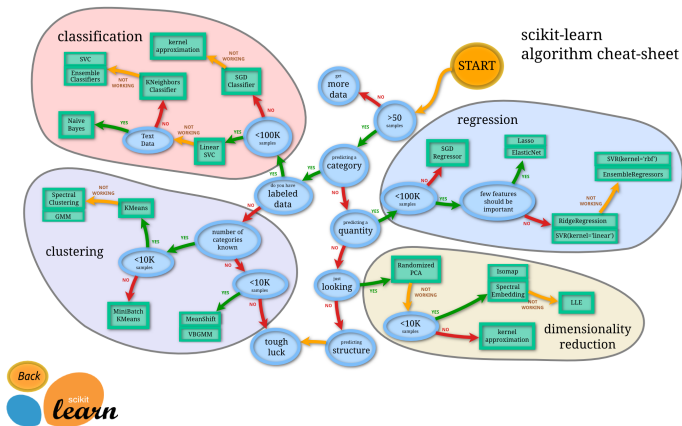 classification
scikit-learn
algorithm cheat-sheet
START
kernel
approximation
NOT
WORKING
SVC
Ensemble
Classifiers
NOT
WORKING
KNeighbors
Classifier
SGD
Classifier
get
more
data
NO
>50
samples
NO
NO
YES
regression
Naive
Bayes
YES
Text
Data
NOT
WORKING
Linear
SVC
YES
<100K
samples
predicting a
category
YES
YES
do you have
labeled
data
NO
SGD
Regressor
NO
Lasso
ElasticNet
YES
SVR(kernel='rbf')
EnsembleRegressors
NOT
WORKING
<100K
samples
YES
few features
should be
important
NO
RidgeRegression
SVR(kernel='linear')
YES
predicting a
quantity
NO
NO
Spectral
Clustering
GMM
NOT
WORKING
KMeans
YES
number of
categories
known
YES
clustering
<10K
samples
NO
NO
<10K
samples
YES
NO
MiniBatch
KMeans
MeanShift
VBGMM
just
looking
YES
NO
Randomized
PCA
NOT
WORKING
Isomap
Spectral
Embedding
NOT
WORKING
LLE
YES
<10K
samples
NO
kernel
approximation
dimensionality
reduction
tough
luck
predicting
structure
Back
scikit
learn